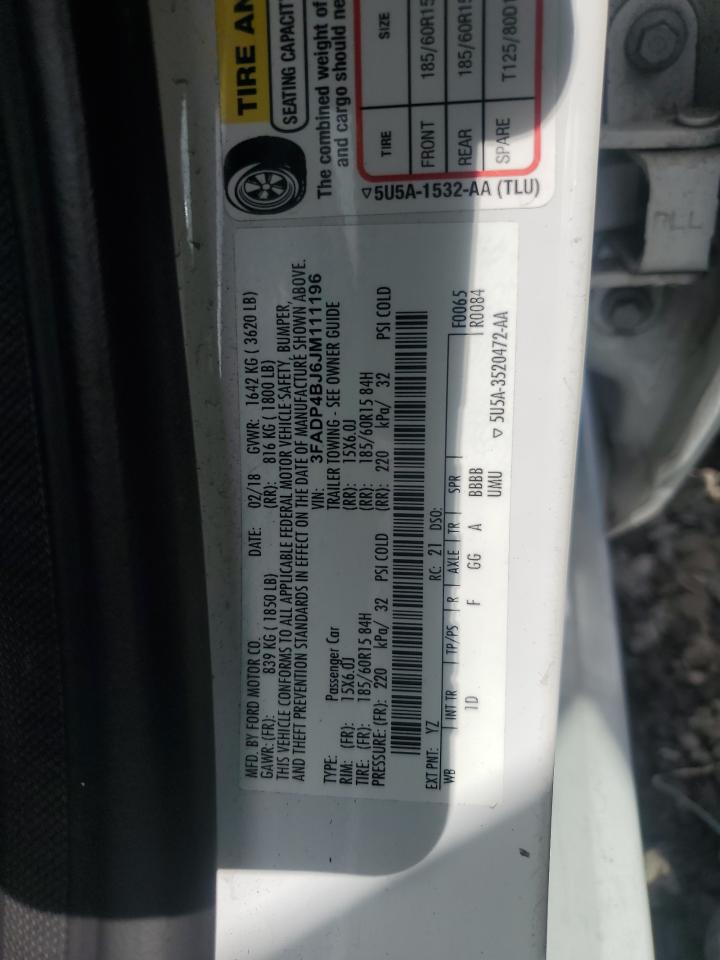 TIRE AN
SEATING CAPACITY
The combined weight of
and cargo should ne
TIRE SIZE
FRONT 185/60R15
REAR 185/60R15
SPARE T125/80D1
▽5U5A-1532-AA (TLU)
MFD. BY FORD MOTOR CO. DATE: 02/18 GVWR: 1642 KG ( 3620 LB)
GAWR:(FR): 839 KG ( 1850 LB) (RR): 816 KG ( 1800 LB)
THIS VEHICLE CONFORMS TO ALL APPLICABLE FEDERAL MOTOR VEHICLE SAFETY, BUMPER,
AND THEFT PREVENTION STANDARDS IN EFFECT ON THE DATE OF MANUFACTURE SHOWN ABOVE.
VIN: 3FADP4BJ6JM111196
TYPE: Passenger Car TRAILER TOWING - SEE OWNER GUIDE
RIM: (FR): 15X6.0J (RR): 15X6.0J
TIRE: (FR): 185/60R15 84H (RR): 185/60R15 84H
PRESSURE: (FR): 220 kPa/ 32 PSI COLD (RR): 220 kPa/ 32 PSI COLD
EXT PNT: YZ RC: 21 DSO: F0065
WB INT TR TP/PS R AXLE TR SPR R0084
1D F GG A BBBB
UMU ▽ 5U5A-3520472-AA